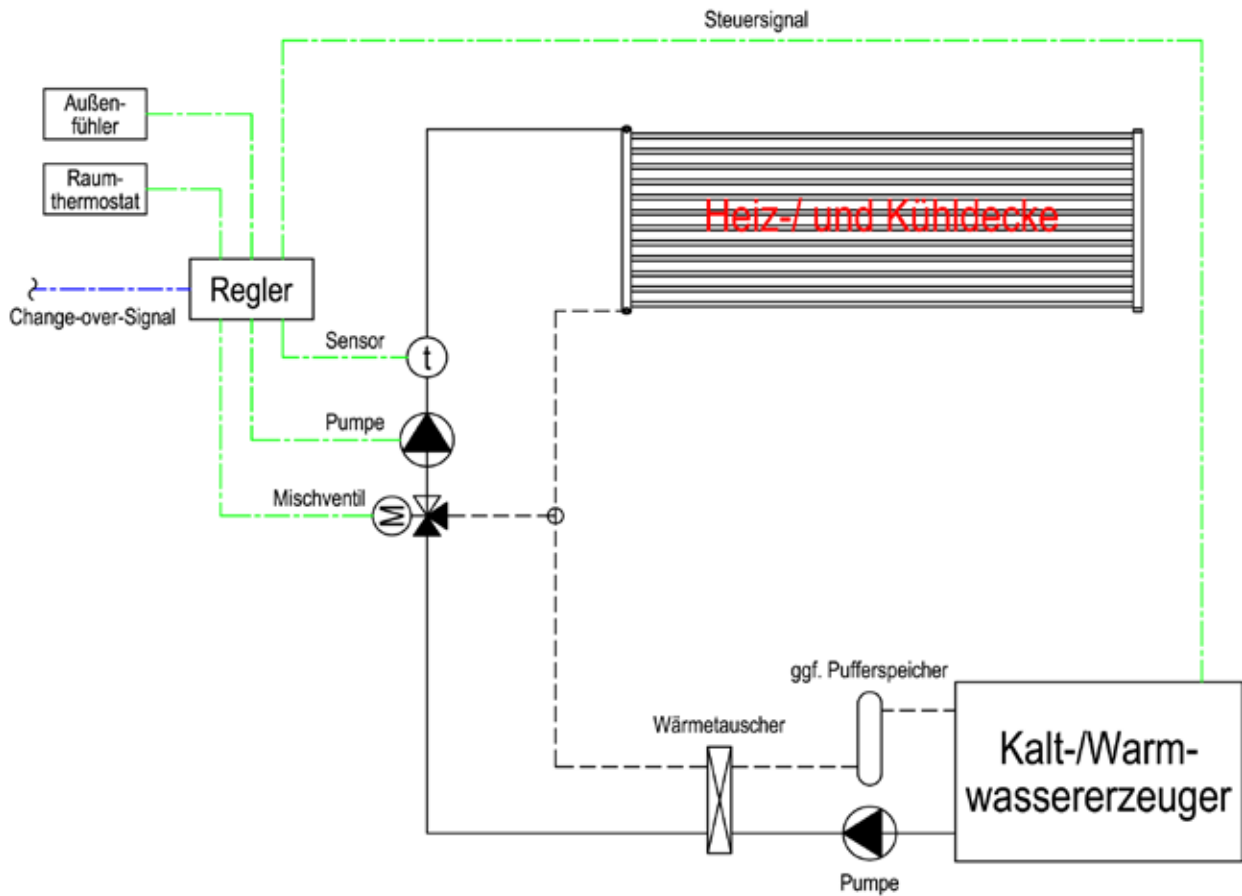 Steuersignal
Außen-
fühler
Raum-
thermostat
Heiz-/ und Kühldecke
Regler
Change-over-Signal
Sensor
t
Pumpe
Mischventil
M
ggf. Pufferspeicher
Wärmetauscher
Kalt-/Warm-
wassererzeuger
Pumpe